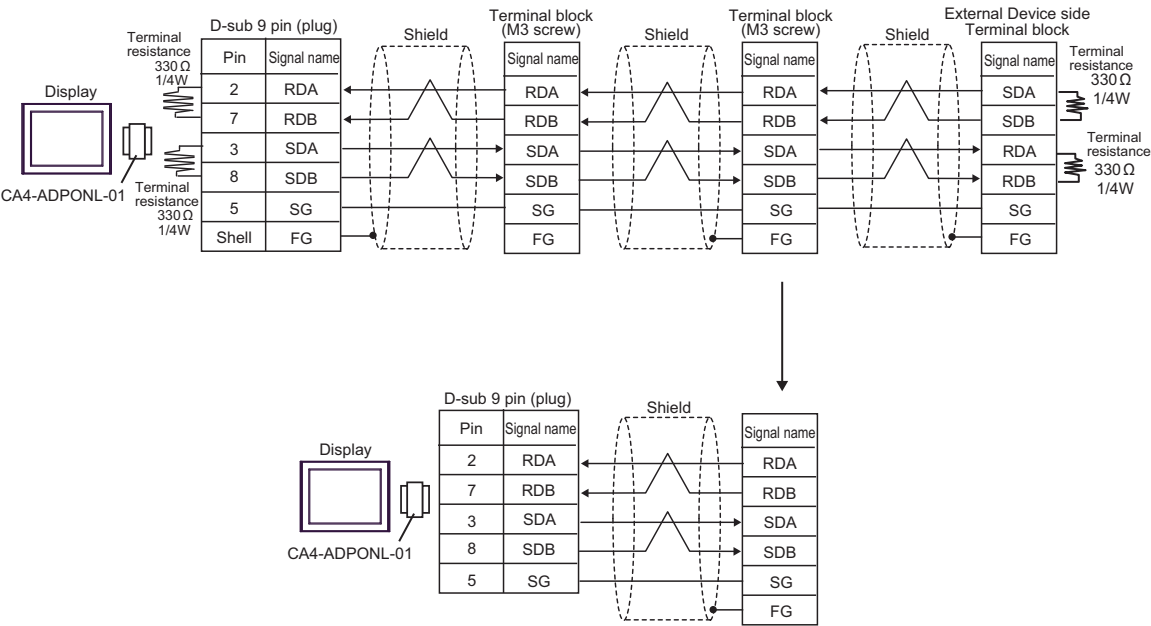 D-sub 9 pin (plug)
Terminal block
(M3 screw)
Terminal block
(M3 screw)
External Device side
Terminal block
Terminal
resistance
330Ω
1/4W
Shield
Shield
Shield
Terminal
resistance
330Ω
1/4W
Pin Signal name
2 RDA
7 RDB
3 SDA
8 SDB
5 SG
Shell FG
Signal name
RDA
RDB
SDA
SDB
SG
FG
Signal name
RDA
RDB
SDA
SDB
SG
FG
Signal name
SDA
SDB
RDA
RDB
SG
FG
Display
CA4-ADPONL-01
Terminal
resistance
330Ω
1/4W
Terminal
resistance
330Ω
1/4W
D-sub 9 pin (plug)
Shield
Pin Signal name
2 RDA
7 RDB
3 SDA
8 SDB
5 SG
Signal name
RDA
RDB
SDA
SDB
SG
FG
Display
CA4-ADPONL-01